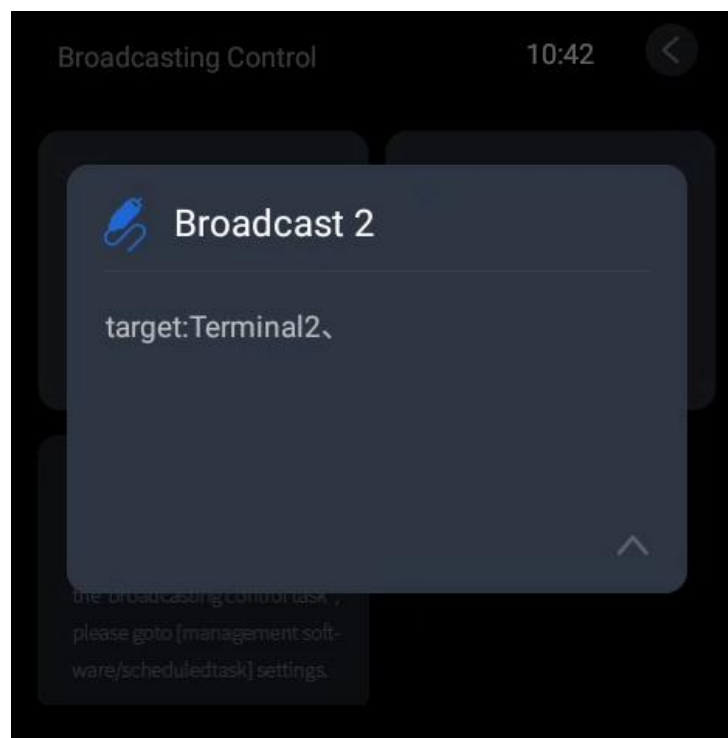 Broadcasting Control
10:42
Broadcast 2
target:Terminal2、
the "broadcasting control task",
please goto [management soft-
ware/scheduledtask] settings.